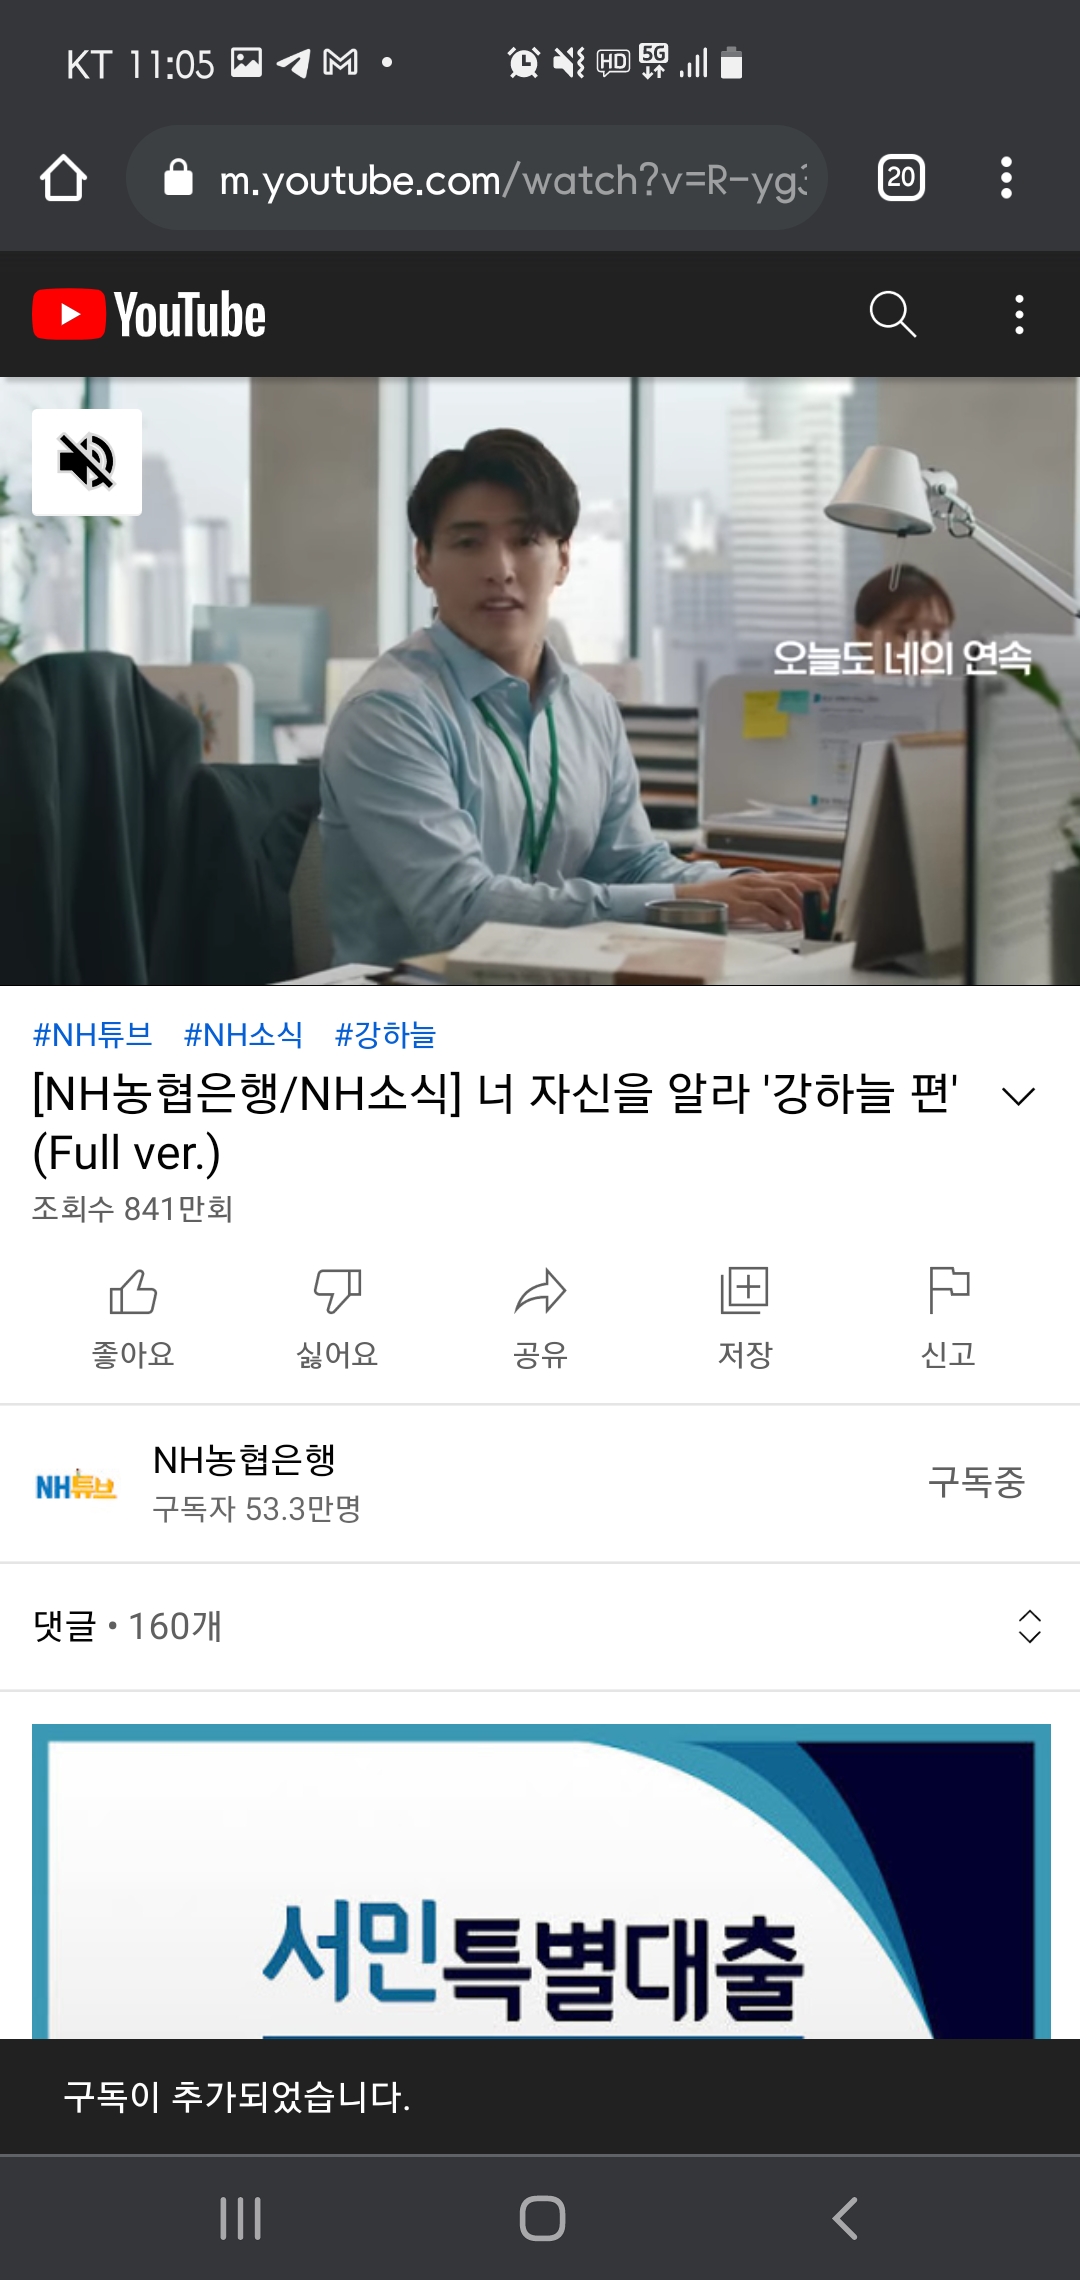 KT 11:05
HD 5G
m.youtube.com/watch?v=R-yg3
20
YouTube
오늘도 네의 연속
#NH튜브 #NH소식 #강하늘
[NH농협은행/NH소식] 너 자신을 알라 '강하늘 편'
(Full ver.)
조회수 841만회
좋아요 싫어요 공유 저장 신고
NH튜브
NH농협은행
구독자 53.3만명
구독중
댓글 • 160개
서민특별대출
구독이 추가되었습니다.